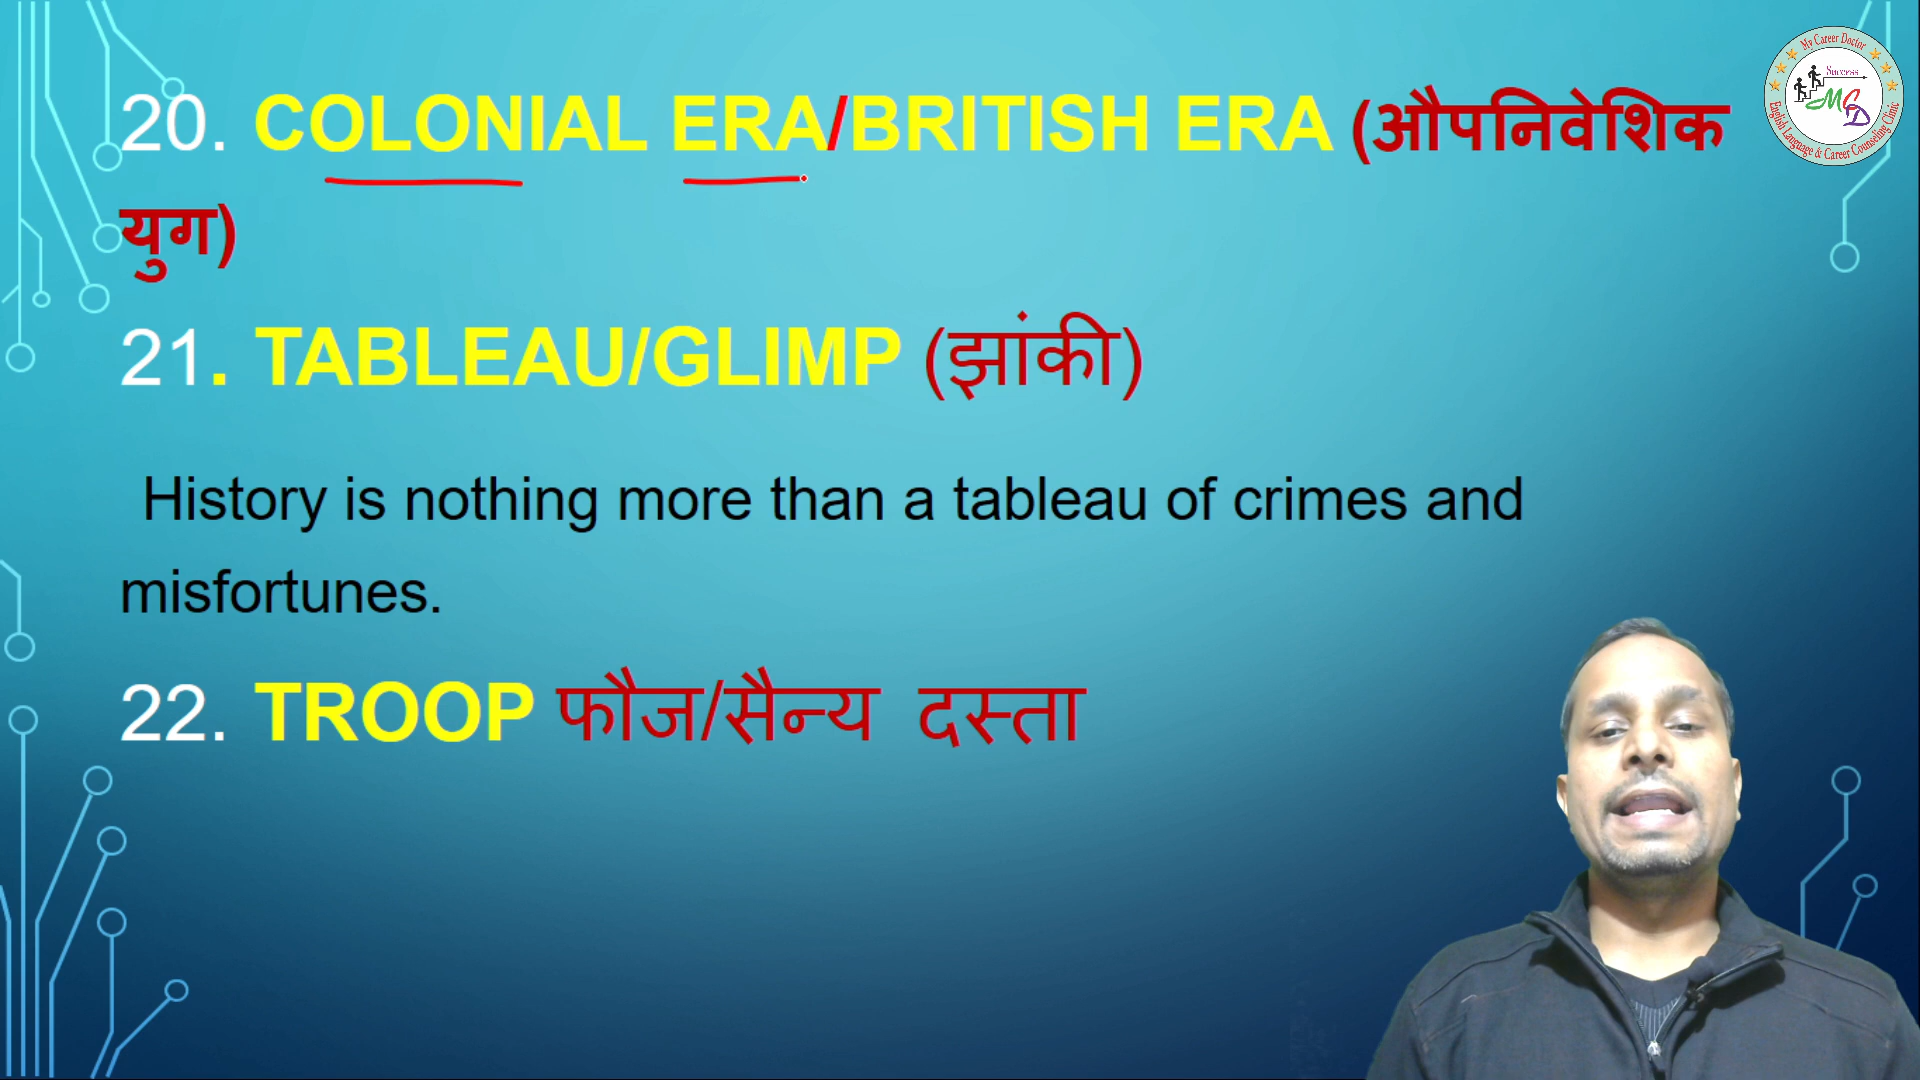 20. COLONIAL ERA/BRITISH ERA (औपनिवेशिक
युग)
21. TABLEAU/GLIMP (झांकी)
History is nothing more than a tableau of crimes and
misfortunes.
22. TROOP फौज/सैन्य दस्ता
My Career Doctor
Success
MCD
English Language & Career Counseling Clinic